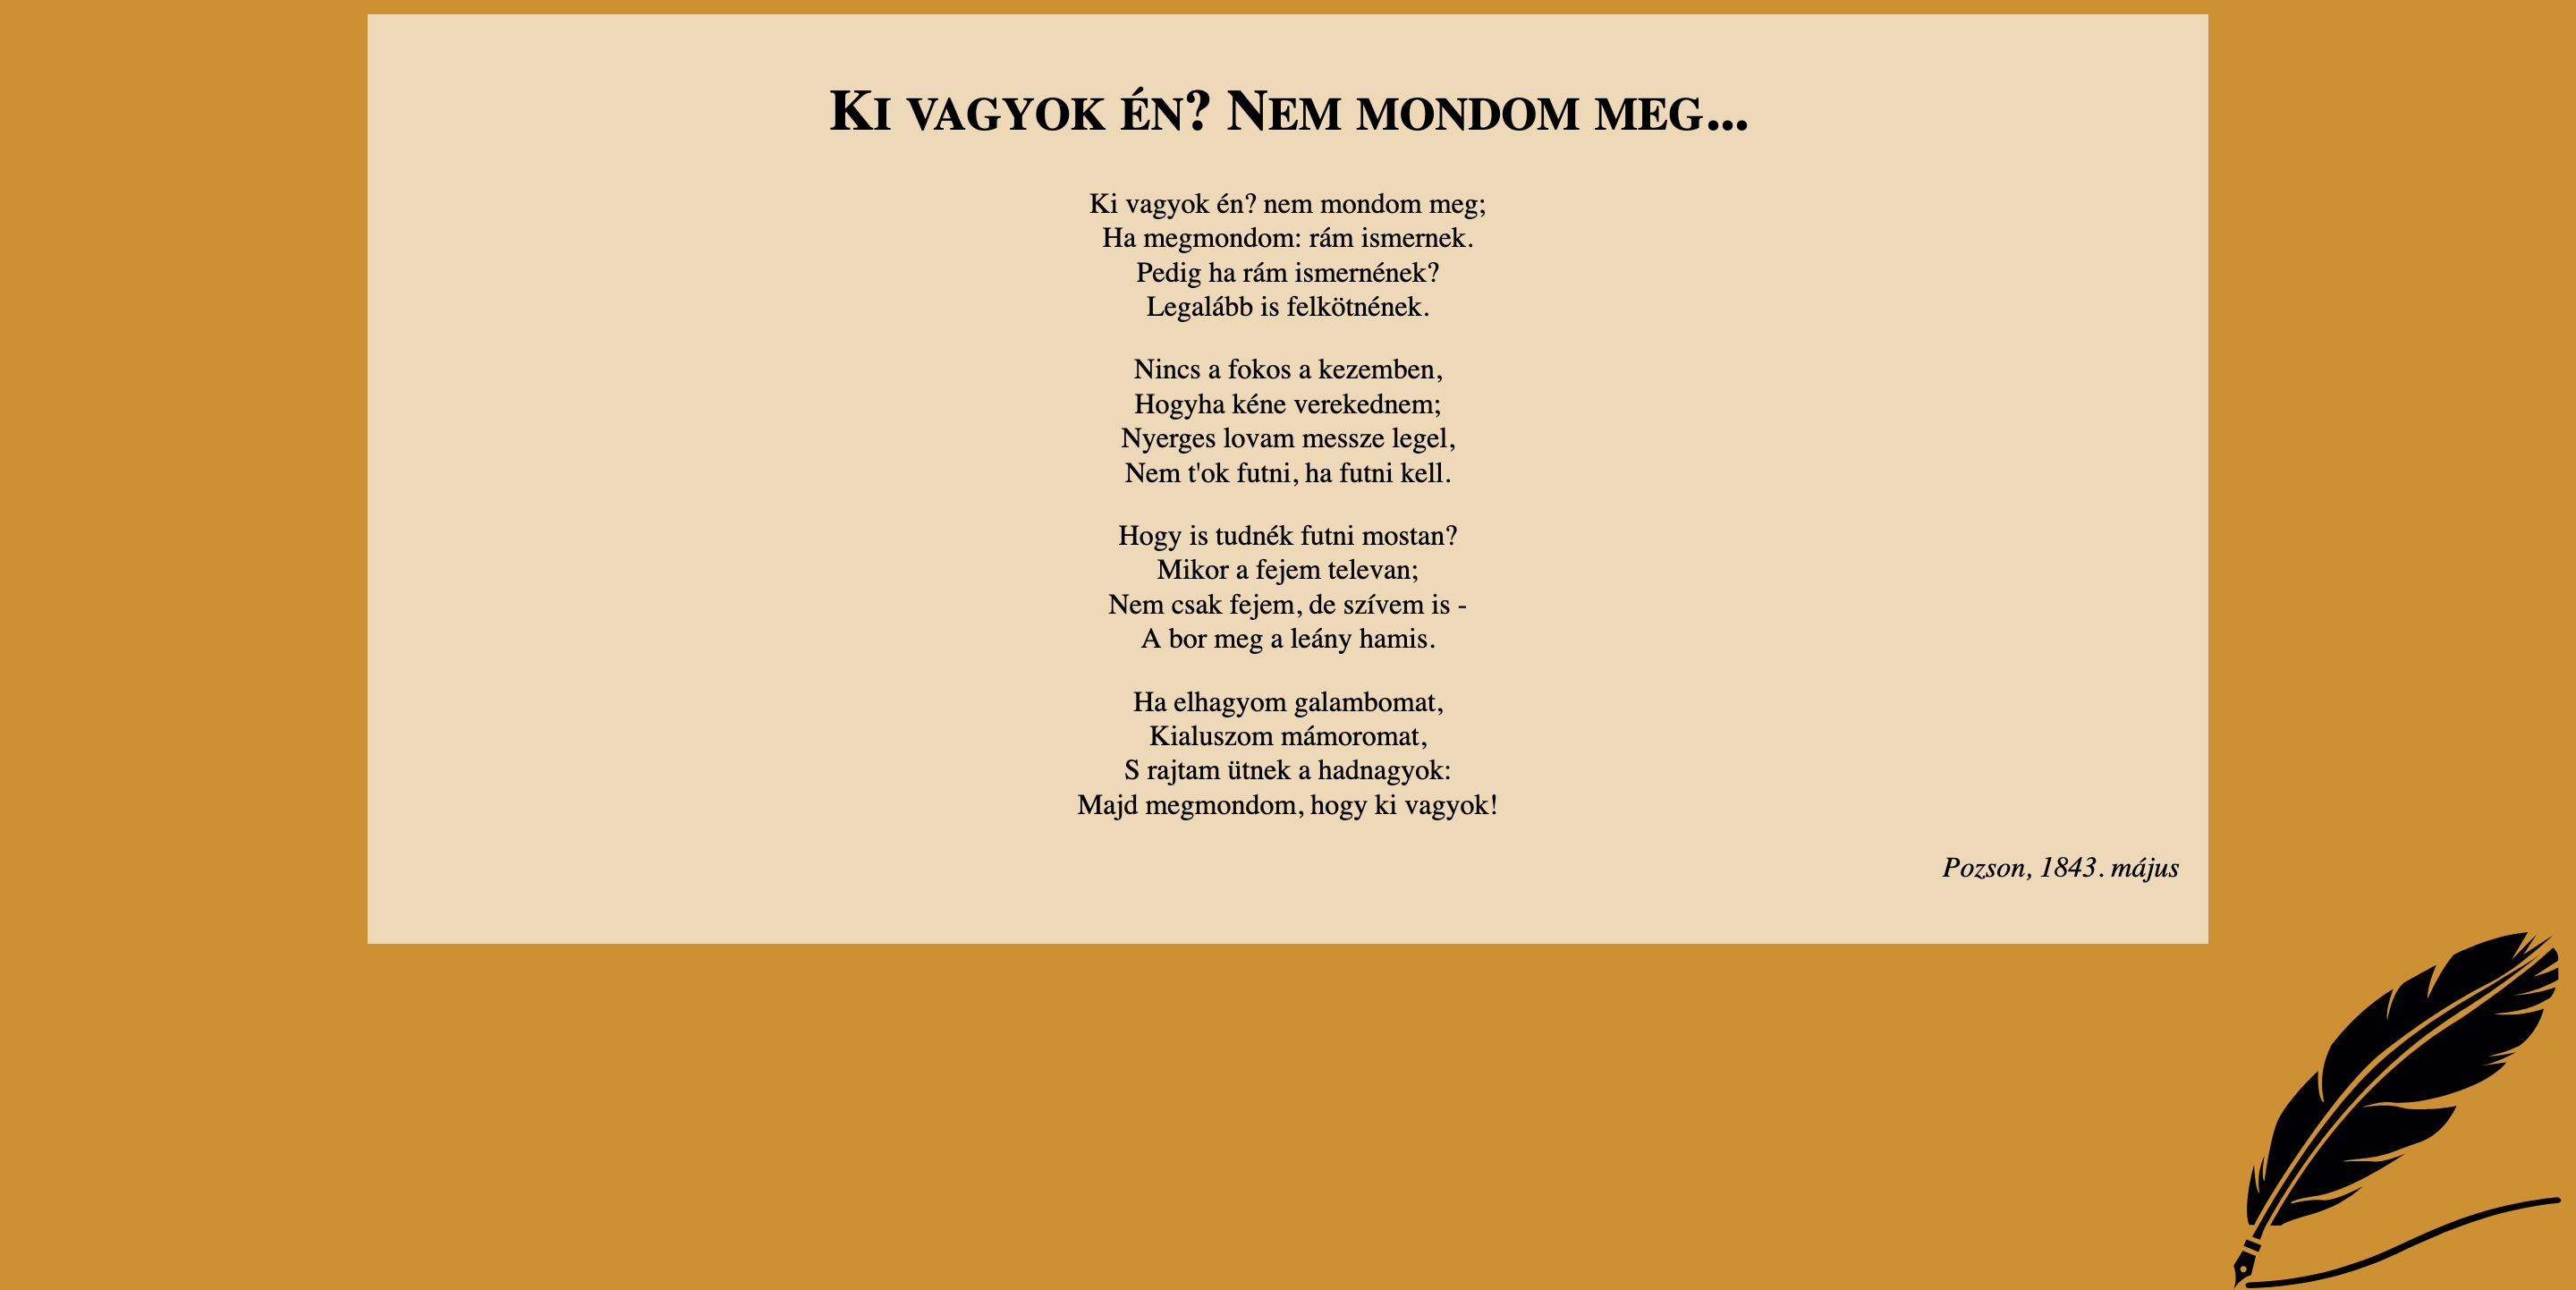 Ki vagyok én? Nem mondom meg...
Ki vagyok én? nem mondom meg;
Ha megmondom: rám ismernek.
Pedig ha rám ismernének?
Legalább is felkötnének.
Nincs a fokos a kezemben,
Hogyha kéne verekednem;
Nyerges lovam messze legel,
Nem t'ok futni, ha futni kell.
Hogy is tudnék futni mostan?
Mikor a fejem televan;
Nem csak fejem, de szívem is -
A bor meg a leány hamis.
Ha elhagyom galambomat,
Kialuszom mámoromat,
S rajtam ütnek a hadnagyok:
Majd megmondom, hogy ki vagyok!
Pozson, 1843. május